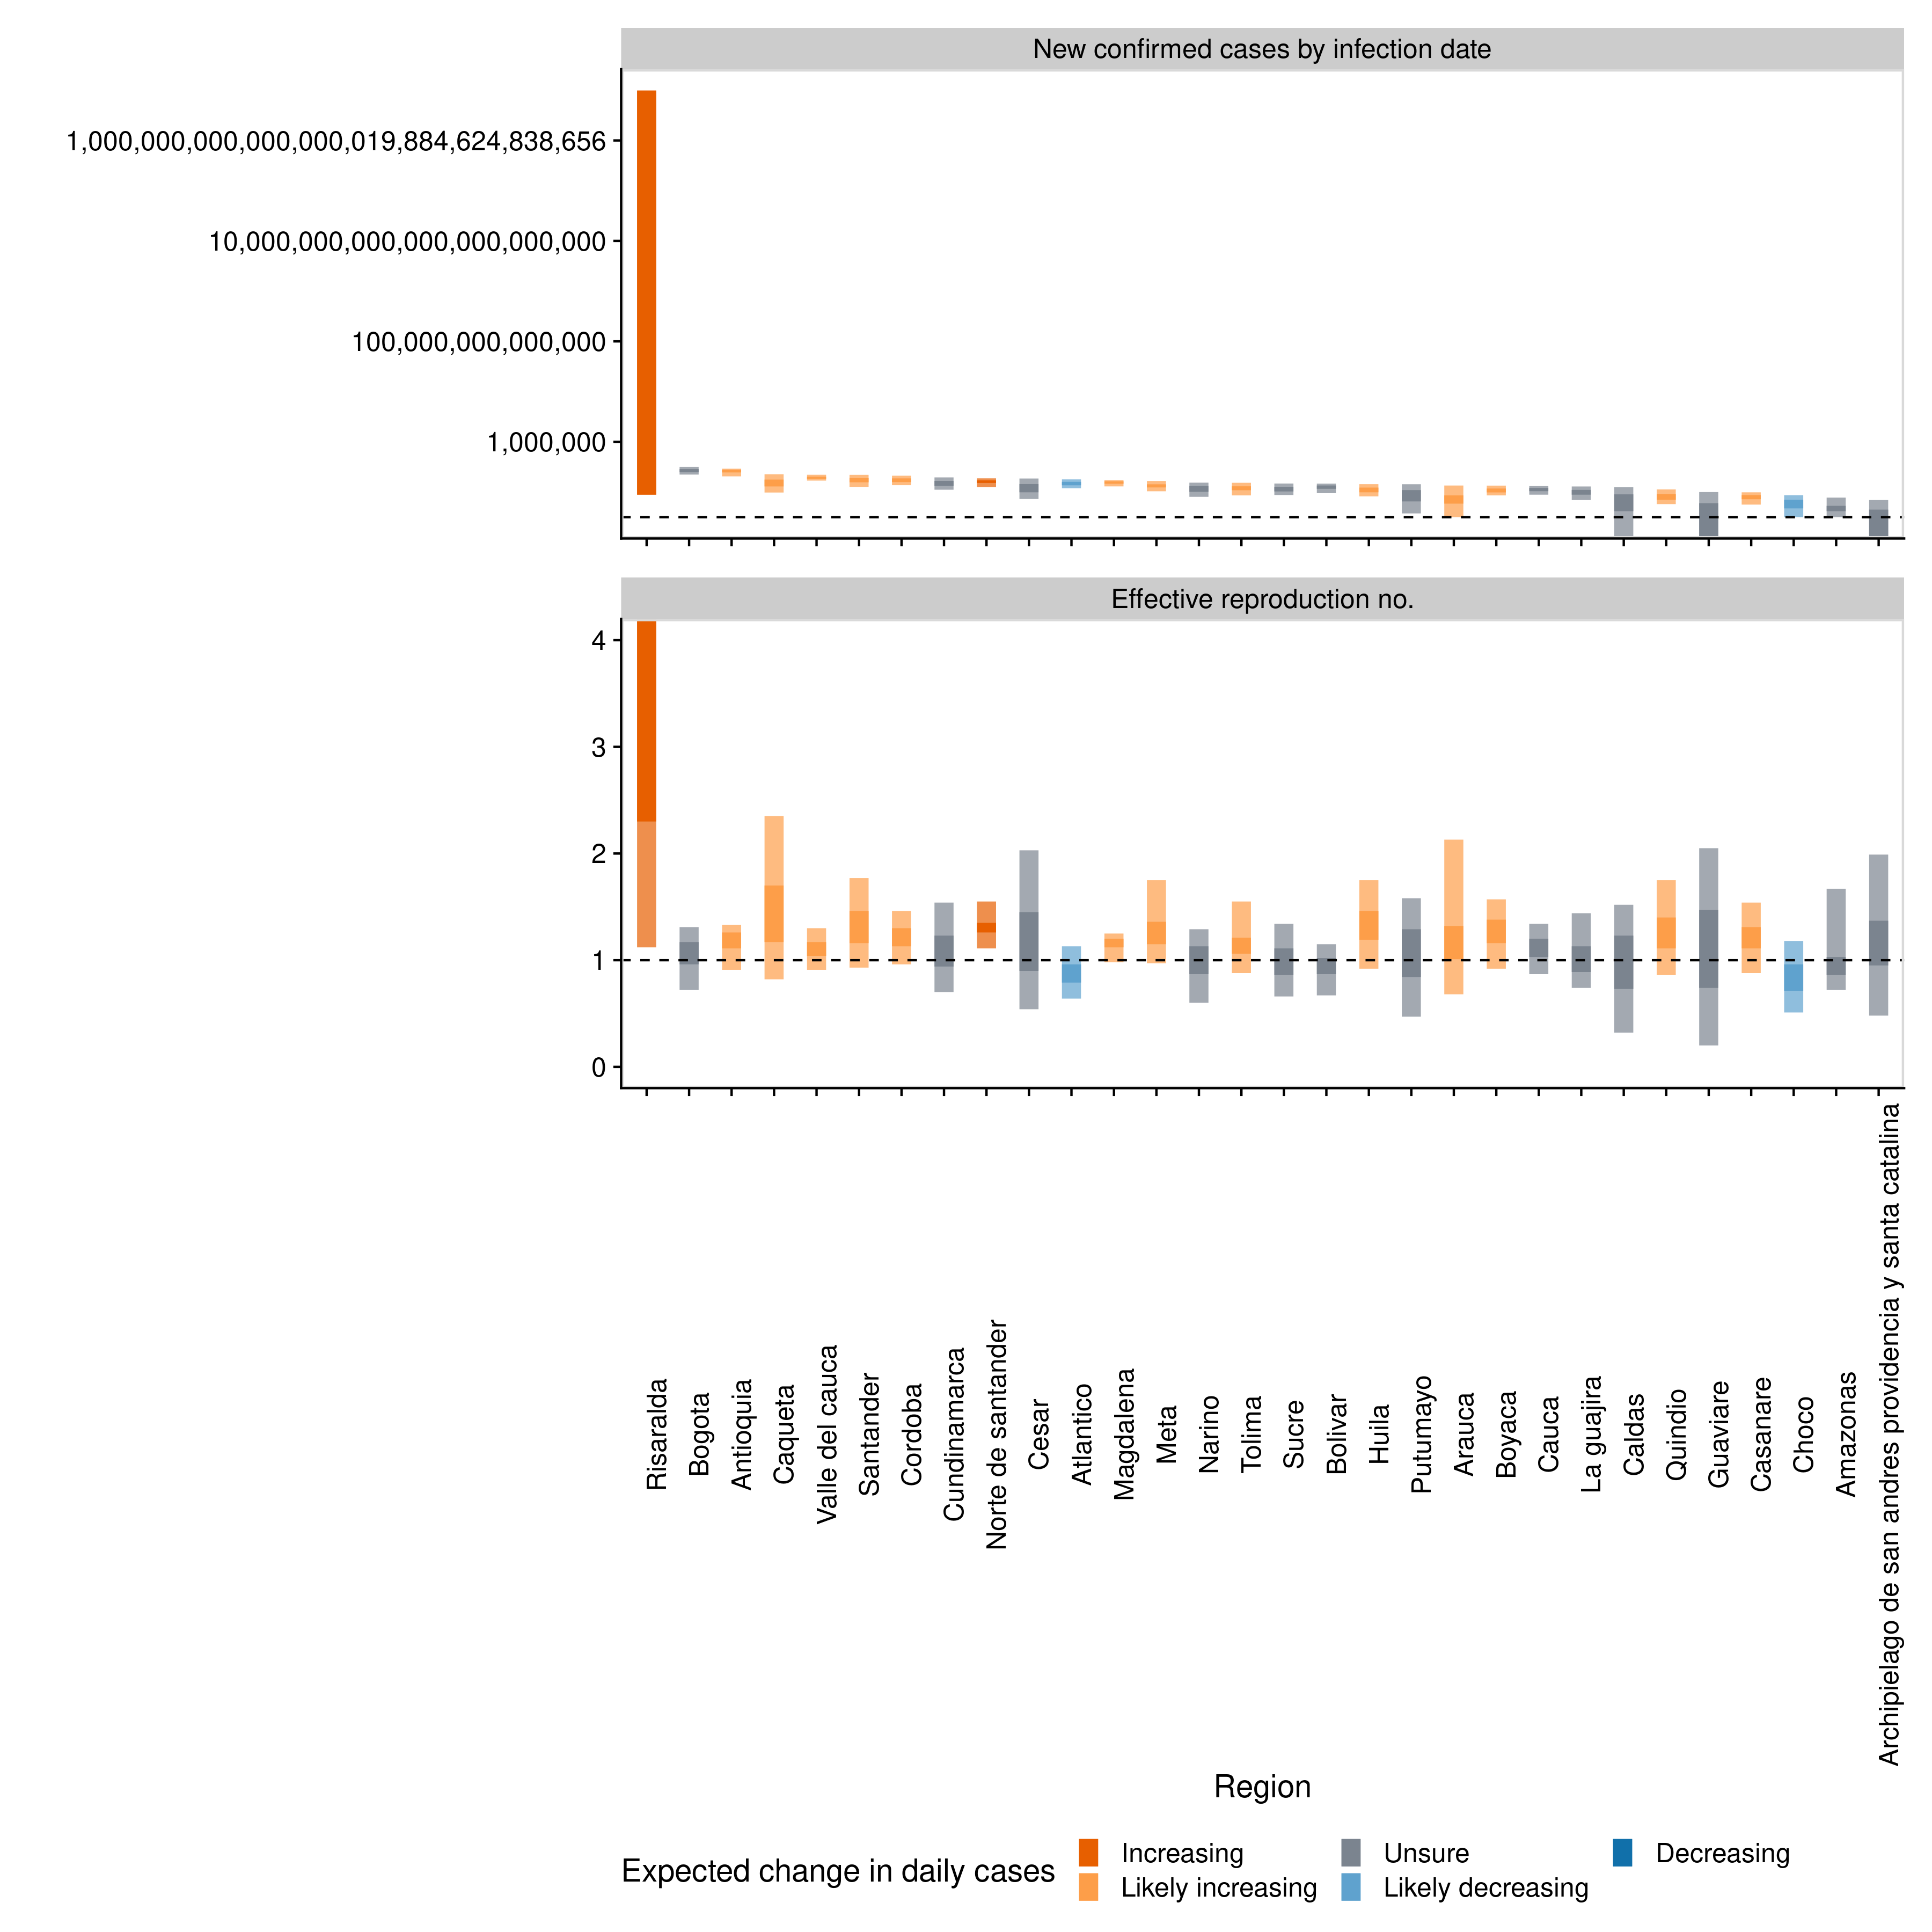 New confirmed cases by infection date
1,000,000,000,000,000,019,884,624,838,656
10,000,000,000,000,000,000,000
100,000,000,000,000
1,000,000
Effective reproduction no.
4
3
2
1
0
Risaralda
Bogota
Antioquia
Caqueta
Valle del cauca
Santander
Cordoba
Cundinamarca
Norte de santander
Cesar
Atlantico
Magdalena
Meta
Narino
Tolima
Sucre
Bolivar
Huila
Putumayo
Arauca
Boyaca
Cauca
La guajira
Caldas
Quindio
Guaviare
Casanare
Choco
Amazonas
Archipielago de san andres providencia y santa catalina
Region
Expected change in daily cases
Increasing
Likely increasing
Unsure
Likely decreasing
Decreasing